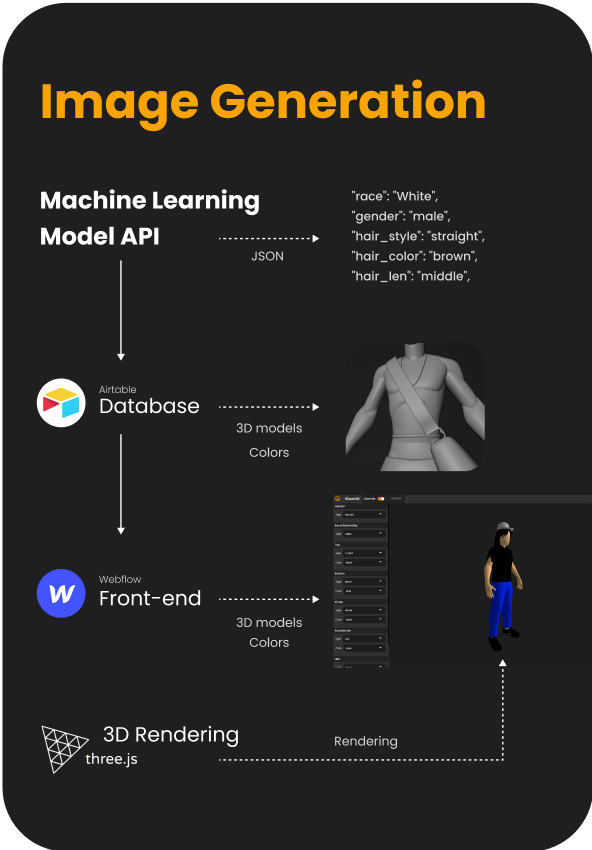 Image Generation
Machine Learning
Model API
JSON
"race": "White",
"gender": "male",
"hair_style": "straight",
"hair_color": "brown",
"hair_len": "middle",
Airtable
Database
3D models
Colors
Webflow
Front-end
3D models
Colors
3D Rendering
three.js
Rendering